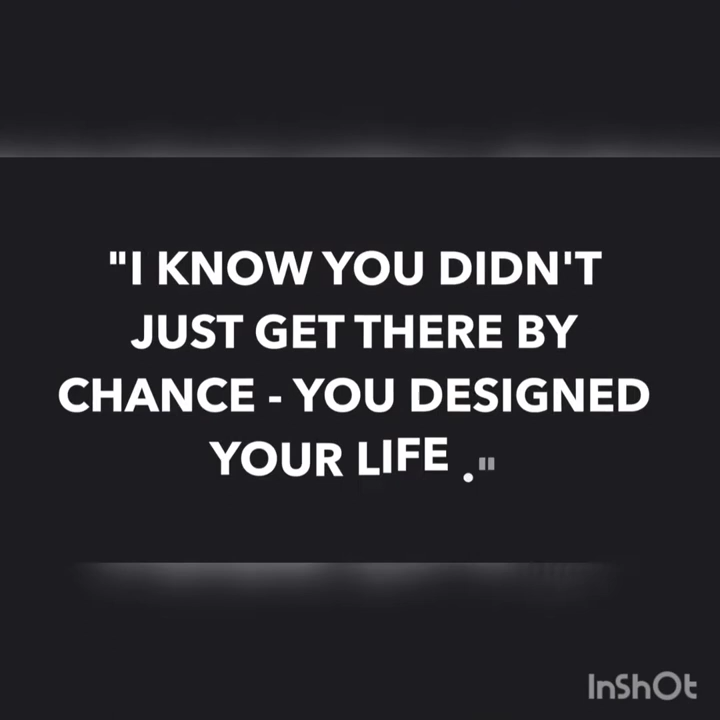 "I KNOW YOU DIDN'T
JUST GET THERE BY
CHANCE - YOU DESIGNED
YOUR LIFE ."
InShOt